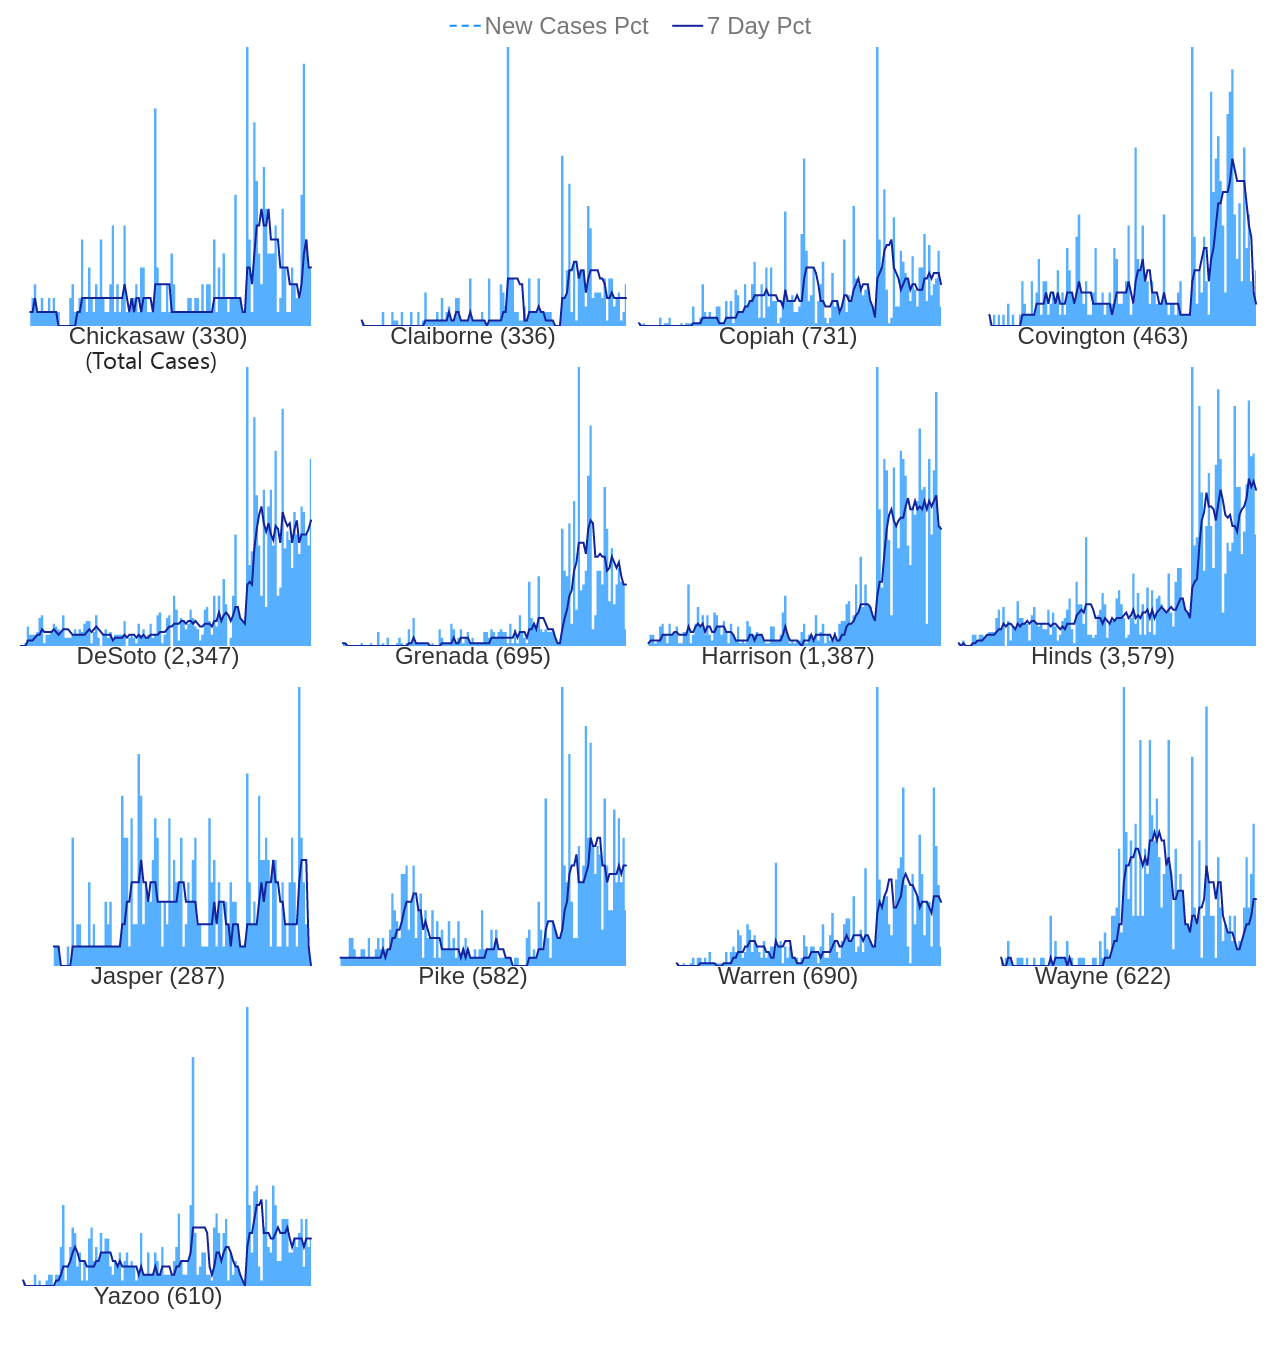 New Cases Pct 7 Day Pct
Chickasaw (330) Claiborne (336) Copiah (731) Covington (463)
(Total Cases)
DeSoto (2,347) Grenada (695) Harrison (1,387) Hinds (3,579)
Jasper (287) Pike (582) Warren (690) Wayne (622)
Yazoo (610)